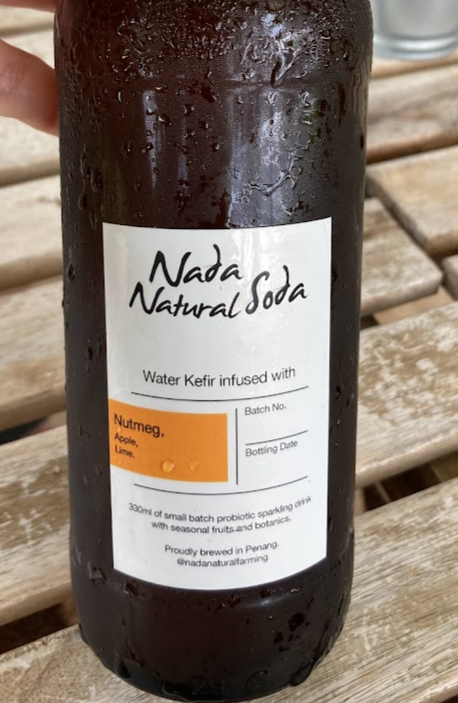 Nada
Natural Soda
Water Kefir infused with
Nutmeg,
Apple,
Lime.
Batch No.
Bottling Date
330ml of small batch probiotic sparkling drink
with seasonal fruits and botanics.
Proudly brewed in Penang.
@nadanaturalfarming